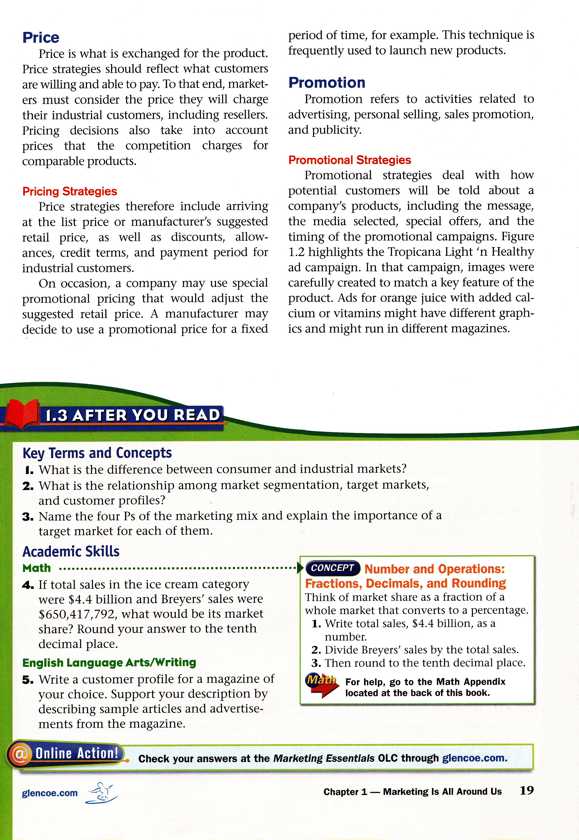 Price
Price is what is exchanged for the product.
Price strategies should reflect what customers
are willing and able to pay. To that end, market-
ers must consider the price they will charge
their industrial customers, including resellers.
Pricing decisions also take into account
prices that the competition charges for
comparable products.
Pricing Strategies
Price strategies therefore include arriving
at the list price or manufacturer's suggested
retail price, as well as discounts, allow-
ances, credit terms, and payment period for
industrial customers.
On occasion, a company may use special
promotional pricing that would adjust the
suggested retail price. A manufacturer may
decide to use a promotional price for a fixed
period of time, for example. This technique is
frequently used to launch new products.
Promotion
Promotion refers to activities related to
advertising, personal selling, sales promotion,
and publicity.
Promotional Strategies
Promotional strategies deal with how
potential customers will be told about a
company's products, including the message,
the media selected, special offers, and the
timing of the promotional campaigns. Figure
1.2 highlights the Tropicana Light 'n Healthy
ad campaign. In that campaign, images were
carefully created to match a key feature of the
product. Ads for orange juice with added cal-
cium or vitamins might have different graph-
ics and might run in different magazines.
1.3 AFTER YOU READ
Key Terms and Concepts
1. What is the difference between consumer and industrial markets?
2. What is the relationship among market segmentation, target markets,
and customer profiles?
3. Name the four Ps of the marketing mix and explain the importance of a
target market for each of them.
Academic Skills
Math
4. If total sales in the ice cream category
were $4.4 billion and Breyers' sales were
$650,417,792, what would be its market
share? Round your answer to the tenth
decimal place.
English Language Arts/Writing
5. Write a customer profile for a magazine of
your choice. Support your description by
describing sample articles and advertise-
ments from the magazine.
CONCEPT Number and Operations:
Fractions, Decimals, and Rounding
Think of market share as a fraction of a
whole market that converts to a percentage.
1. Write total sales, $4.4 billion, as a
number.
2. Divide Breyers' sales by the total sales.
3. Then round to the tenth decimal place.
Math For help, go to the Math Appendix
located at the back of this book.
@ Online Action!
Check your answers at the Marketing Essentials OLC through glencoe.com.
glencoe.com
Chapter 1 — Marketing Is All Around Us 19